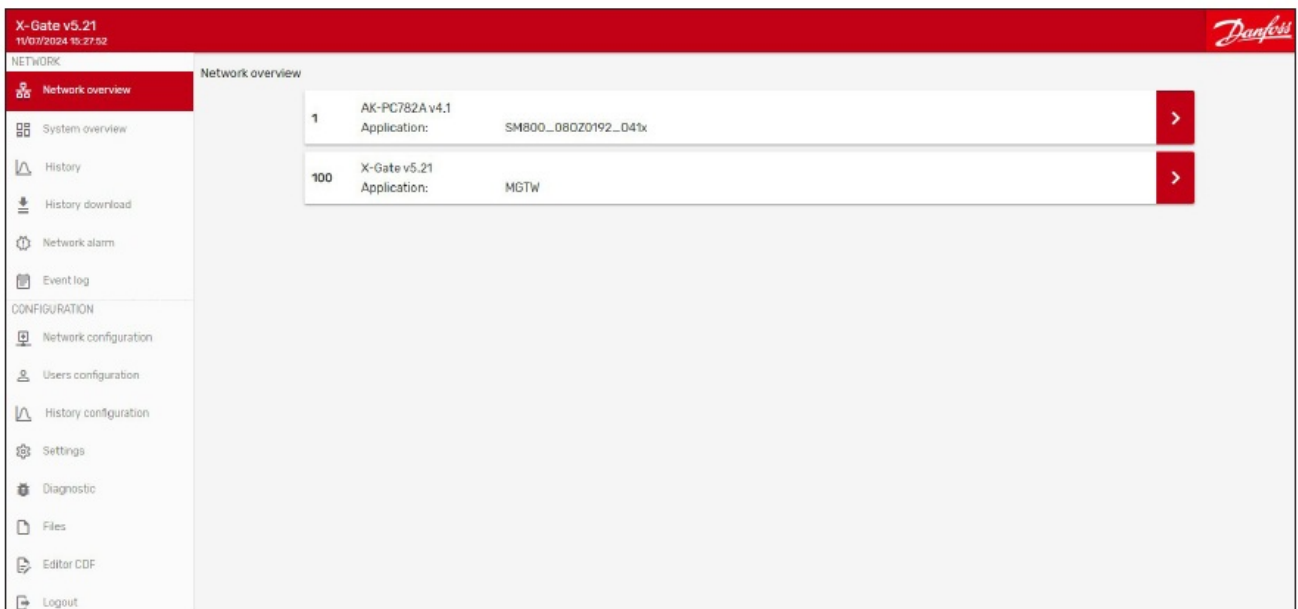 X-Gate v5.21
11/07/2024 15:27:52
Danfoss
NETWORK
Network overview
System overview
History
History download
Network alarm
Event log
CONFIGURATION
Network configuration
Users configuration
History configuration
Settings
Diagnostic
Files
Editor CDF
Logout
Network overview
1
AK-PC782A v4.1
Application: SM800_080Z0192_041x
100
X-Gate v5.21
Application: MGTW